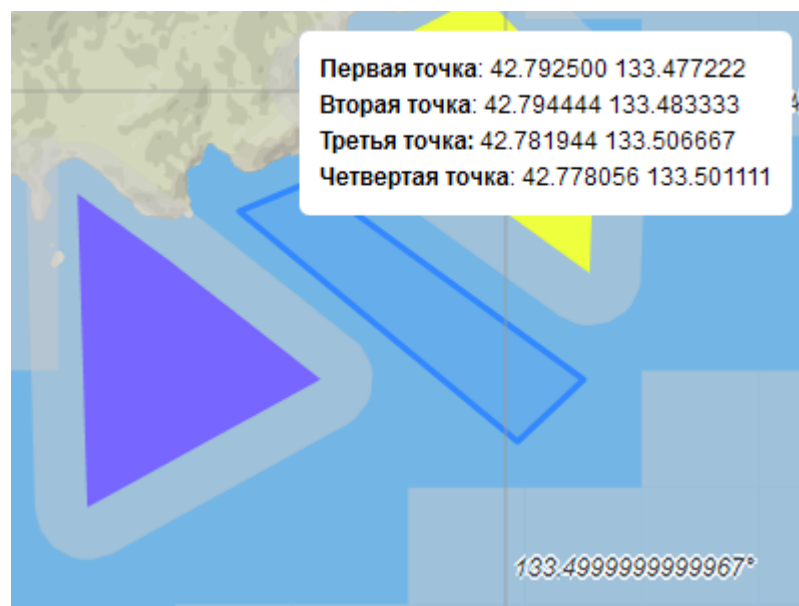 Первая точка: 42.792500 133.477222
Вторая точка: 42.794444 133.483333
Третья точка: 42.781944 133.506667
Четвертая точка: 42.778056 133.501111
133.4999999999967°